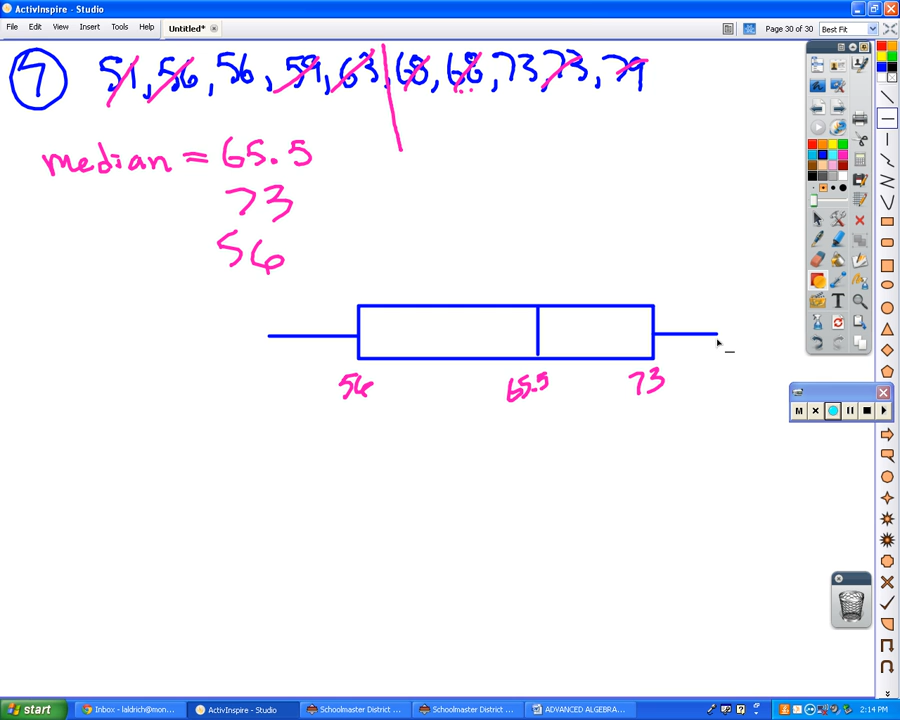 ActivInspire - Studio
File Edit View Insert Tools Help
Untitled*
Page 30 of 30
Best Fit
7 51, 56, 56, 59, 63, 68, 68, 73, 73, 79
median = 65.5
73
56
56 65.5 73
M
T
start
Inbox - laldrich@mon...
ActivInspire - Studio
Schoolmaster District ...
Schoolmaster District ...
ADVANCED ALGEBRA...
2:14 PM